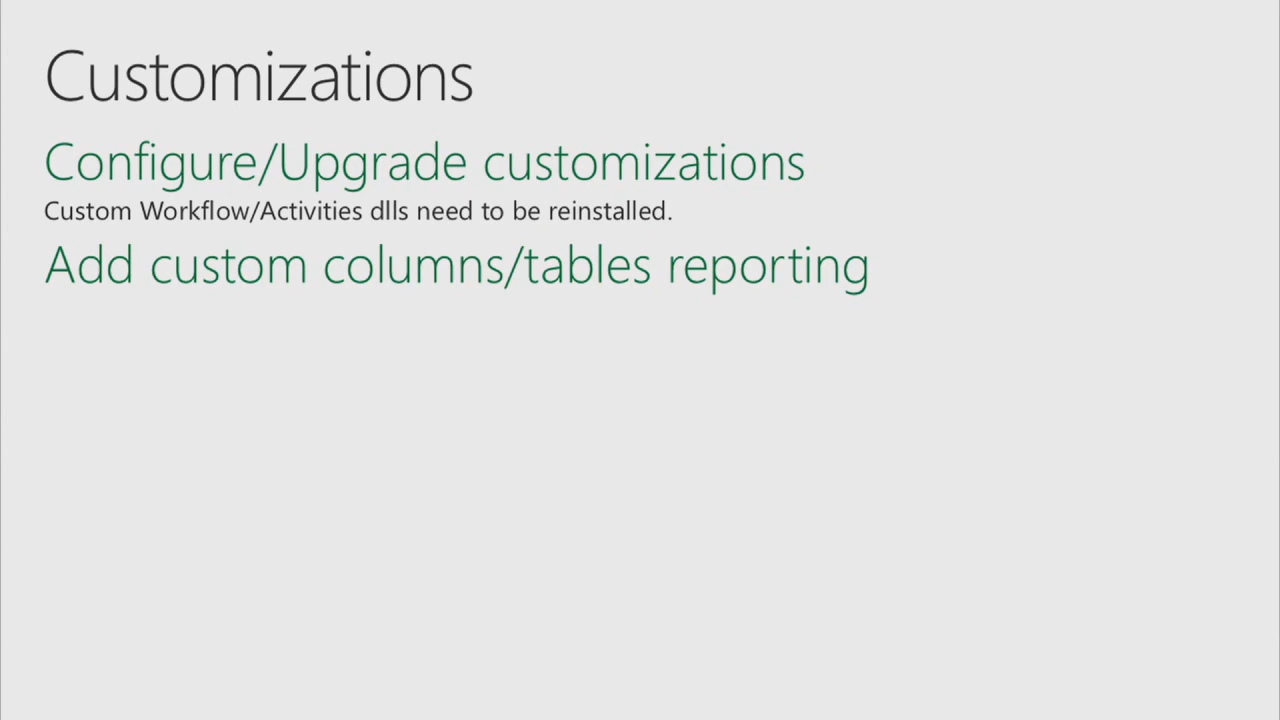 Customizations
Configure/Upgrade customizations
Custom Workflow/Activities dlls need to be reinstalled.
Add custom columns/tables reporting